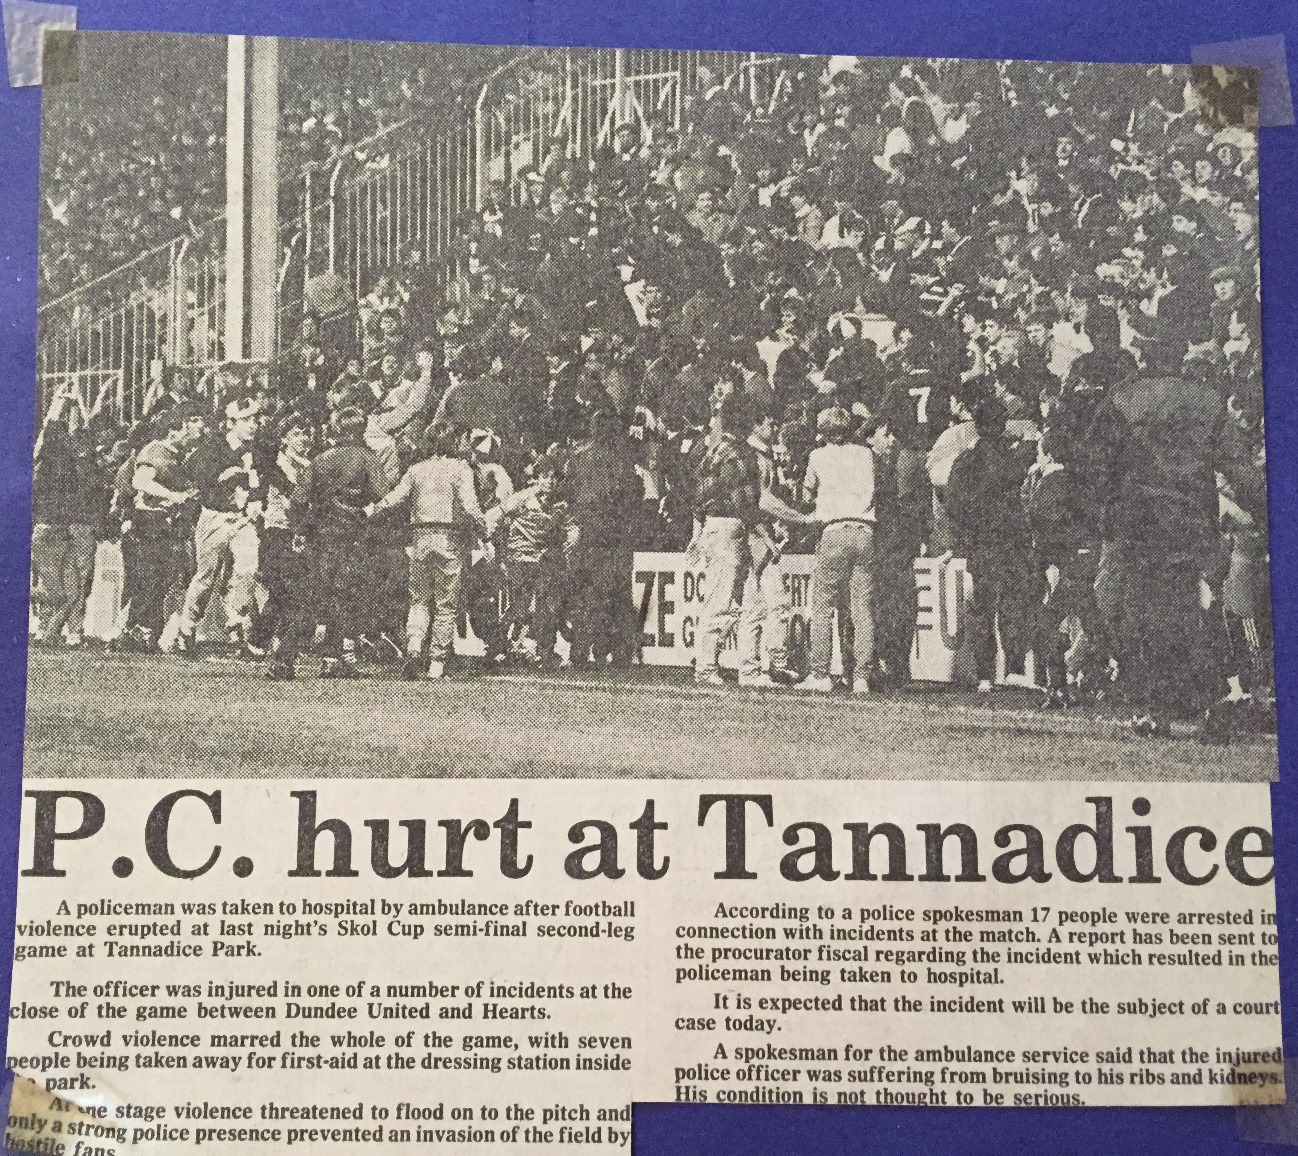 7
ZE
P.C. hurt at Tannadice
A policeman was taken to hospital by ambulance after football
violence erupted at last night's Skol Cup semi-final second-leg
game at Tannadice Park.
The officer was injured in one of a number of incidents at the
close of the game between Dundee United and Hearts.
Crowd violence marred the whole of the game, with seven
people being taken away for first-aid at the dressing station inside
park.
At one stage violence threatened to flood on to the pitch and
only a strong police presence prevented an invasion of the field by
hostile fans.
According to a police spokesman 17 people were arrested in
connection with incidents at the match. A report has been sent to
the procurator fiscal regarding the incident which resulted in the
policeman being taken to hospital.
It is expected that the incident will be the subject of a court
case today.
A spokesman for the ambulance service said that the injured
police officer was suffering from bruising to his ribs and kidneys.
His condition is not thought to be serious.